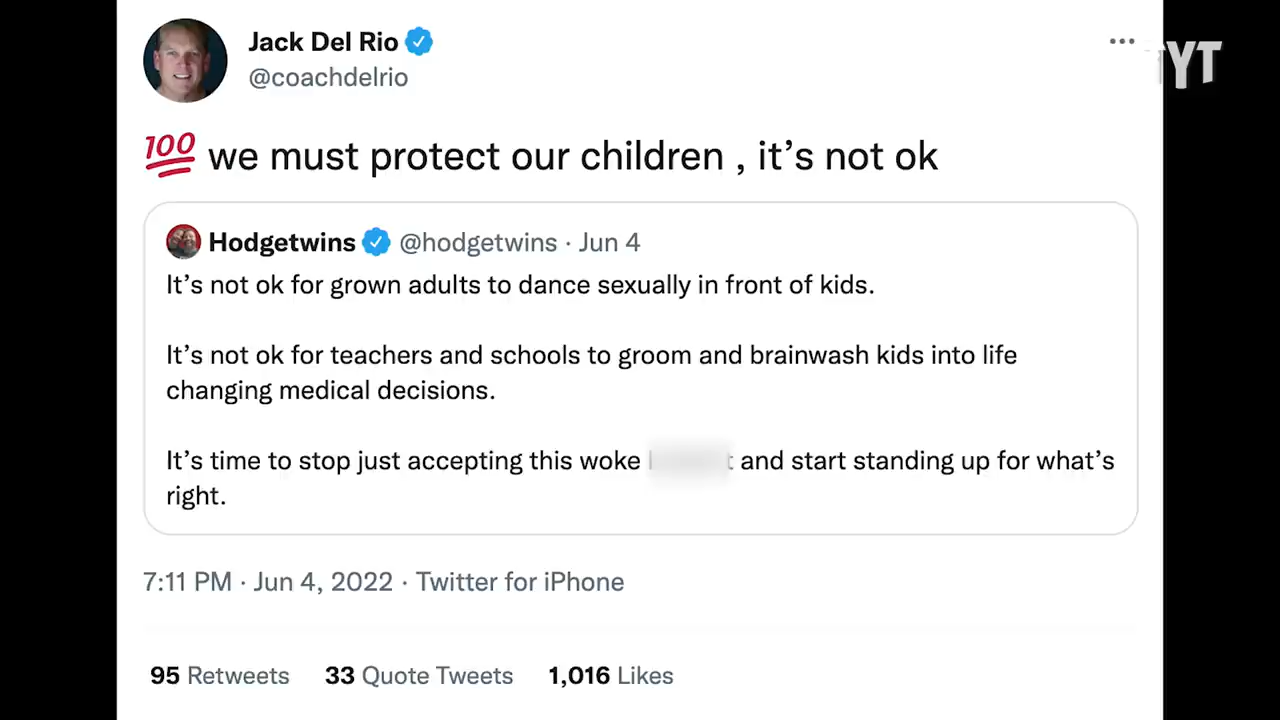 Jack Del Rio
@coachdelrio
TYT
💯 we must protect our children , it's not ok
Hodgetwins @hodgetwins · Jun 4
It's not ok for grown adults to dance sexually in front of kids.
It's not ok for teachers and schools to groom and brainwash kids into life
changing medical decisions.
It's time to stop just accepting this woke and start standing up for what's
right.
7:11 PM · Jun 4, 2022 · Twitter for iPhone
95 Retweets 33 Quote Tweets 1,016 Likes